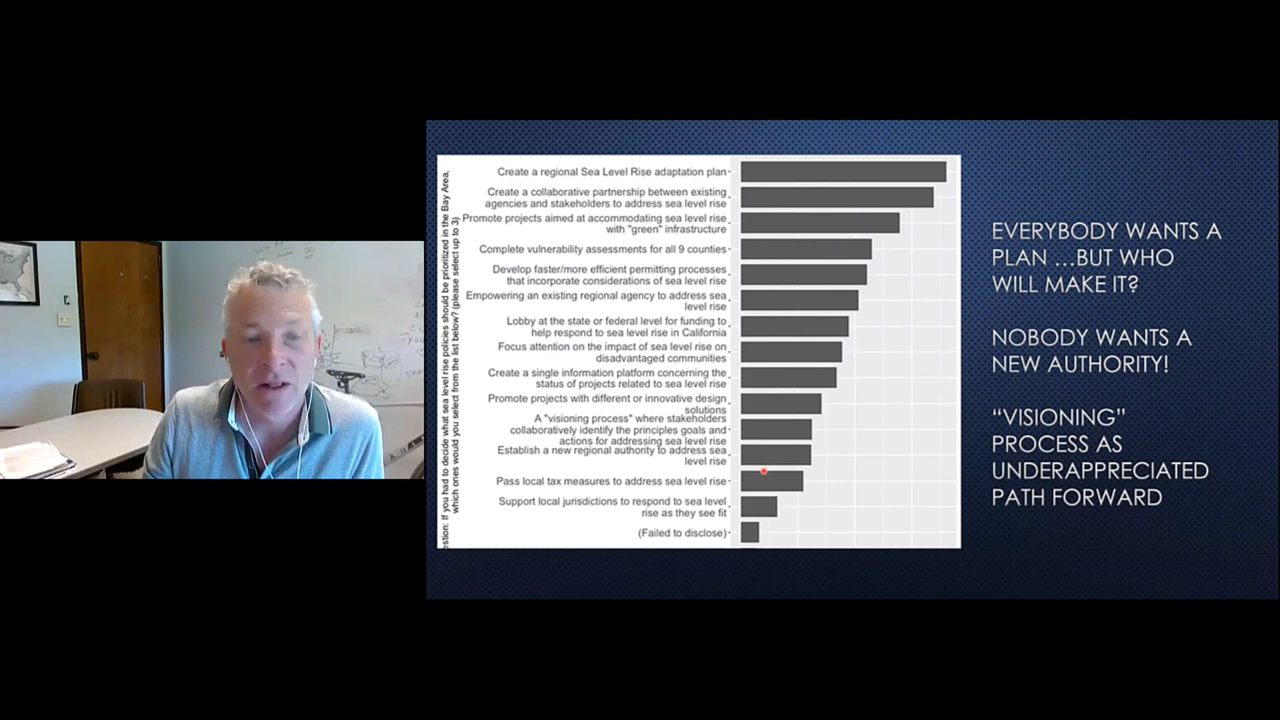 estion: If you had to decide what sea level rise policies should be prioritized in the Bay Area,
which ones would you select from the list below? (please select up to 3)
Create a regional Sea Level Rise adaptation plan
Create a collaborative partnership between existing
agencies and stakeholders to address sea level rise
Promote projects aimed at accommodating sea level rise
with "green" infrastructure
Complete vulnerability assessments for all 9 counties
Develop faster/more efficient permitting processes
that incorporate considerations of sea level rise
Empowering an existing regional agency to address sea
level rise
Lobby at the state or federal level for funding to
help respond to sea level rise in California
Focus attention on the impact of sea level rise on
disadvantaged communities
Create a single information platform concerning the
status of projects related to sea level rise
Promote projects with different or innovative design
solutions
A "visioning process" where stakeholders
collaboratively identify the principles goals and
actions for addressing sea level rise
Establish a new regional authority to address sea
level rise
Pass local tax measures to address sea level rise
Support local jurisdictions to respond to sea level
rise as they see fit
(Failed to disclose)
EVERYBODY WANTS A
PLAN ...BUT WHO
WILL MAKE IT?
NOBODY WANTS A
NEW AUTHORITY!
“VISIONING”
PROCESS AS
UNDERAPPRECIATED
PATH FORWARD